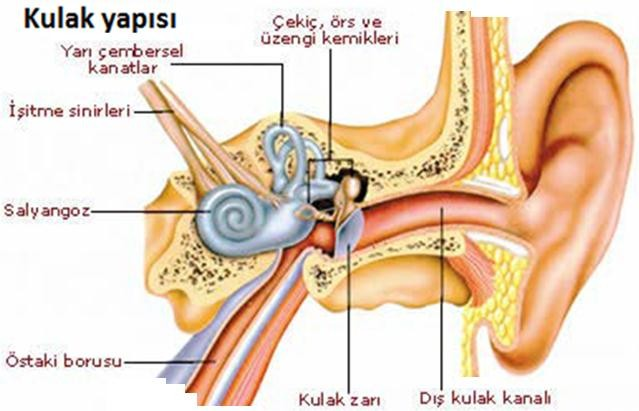 Kulak yapısı
Çekiç, örs ve
üzengi kemikleri
Yarı çembersel
kanatlar
İşitme sinirleri
Salyangoz
Östaki borusu
Kulak zarı
Dış kulak kanalı